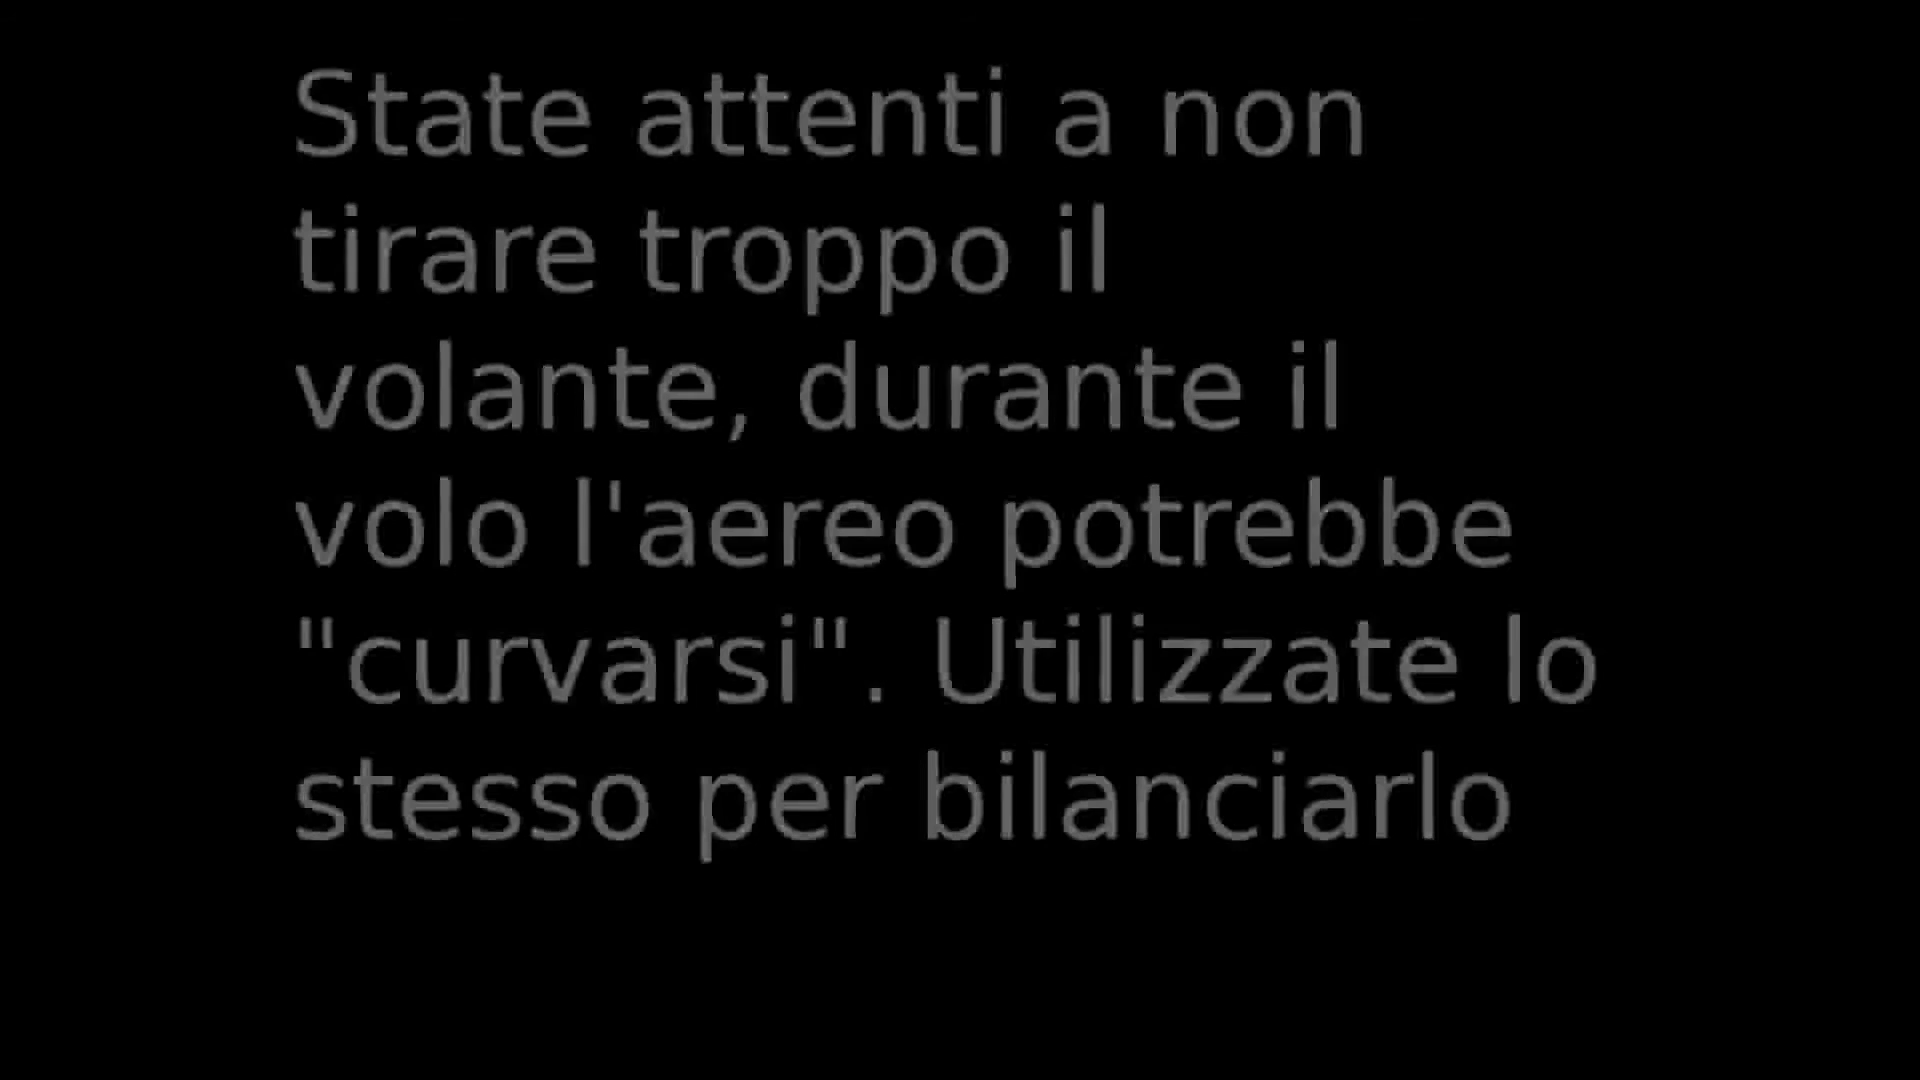 State attenti a non
tirare troppo il
volante, durante il
volo l'aereo potrebbe
"curvarsi". Utilizzate lo
stesso per bilanciarlo